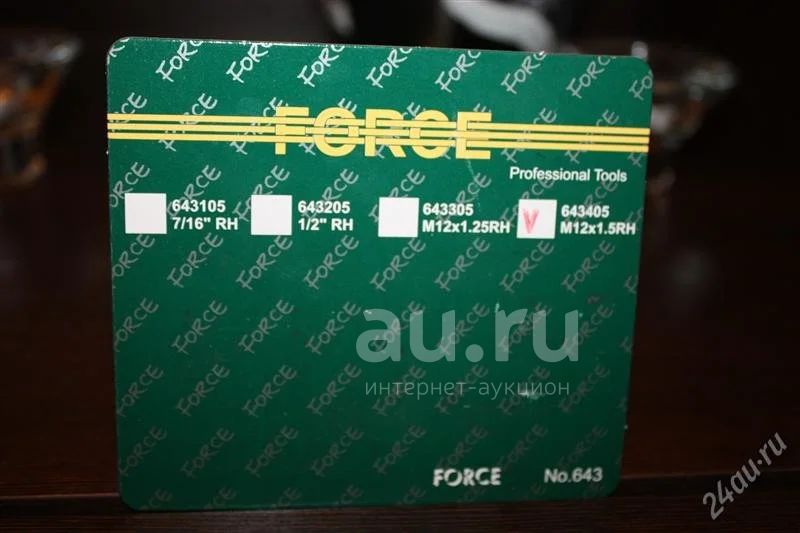 FORCE
Professional Tools
643105
7/16" RH
643205
1/2" RH
643305
M12x1.25RH
V
643405
M12x1.5RH
au.ru
интернет-аукцион
FORCE
No.643
24au.ru